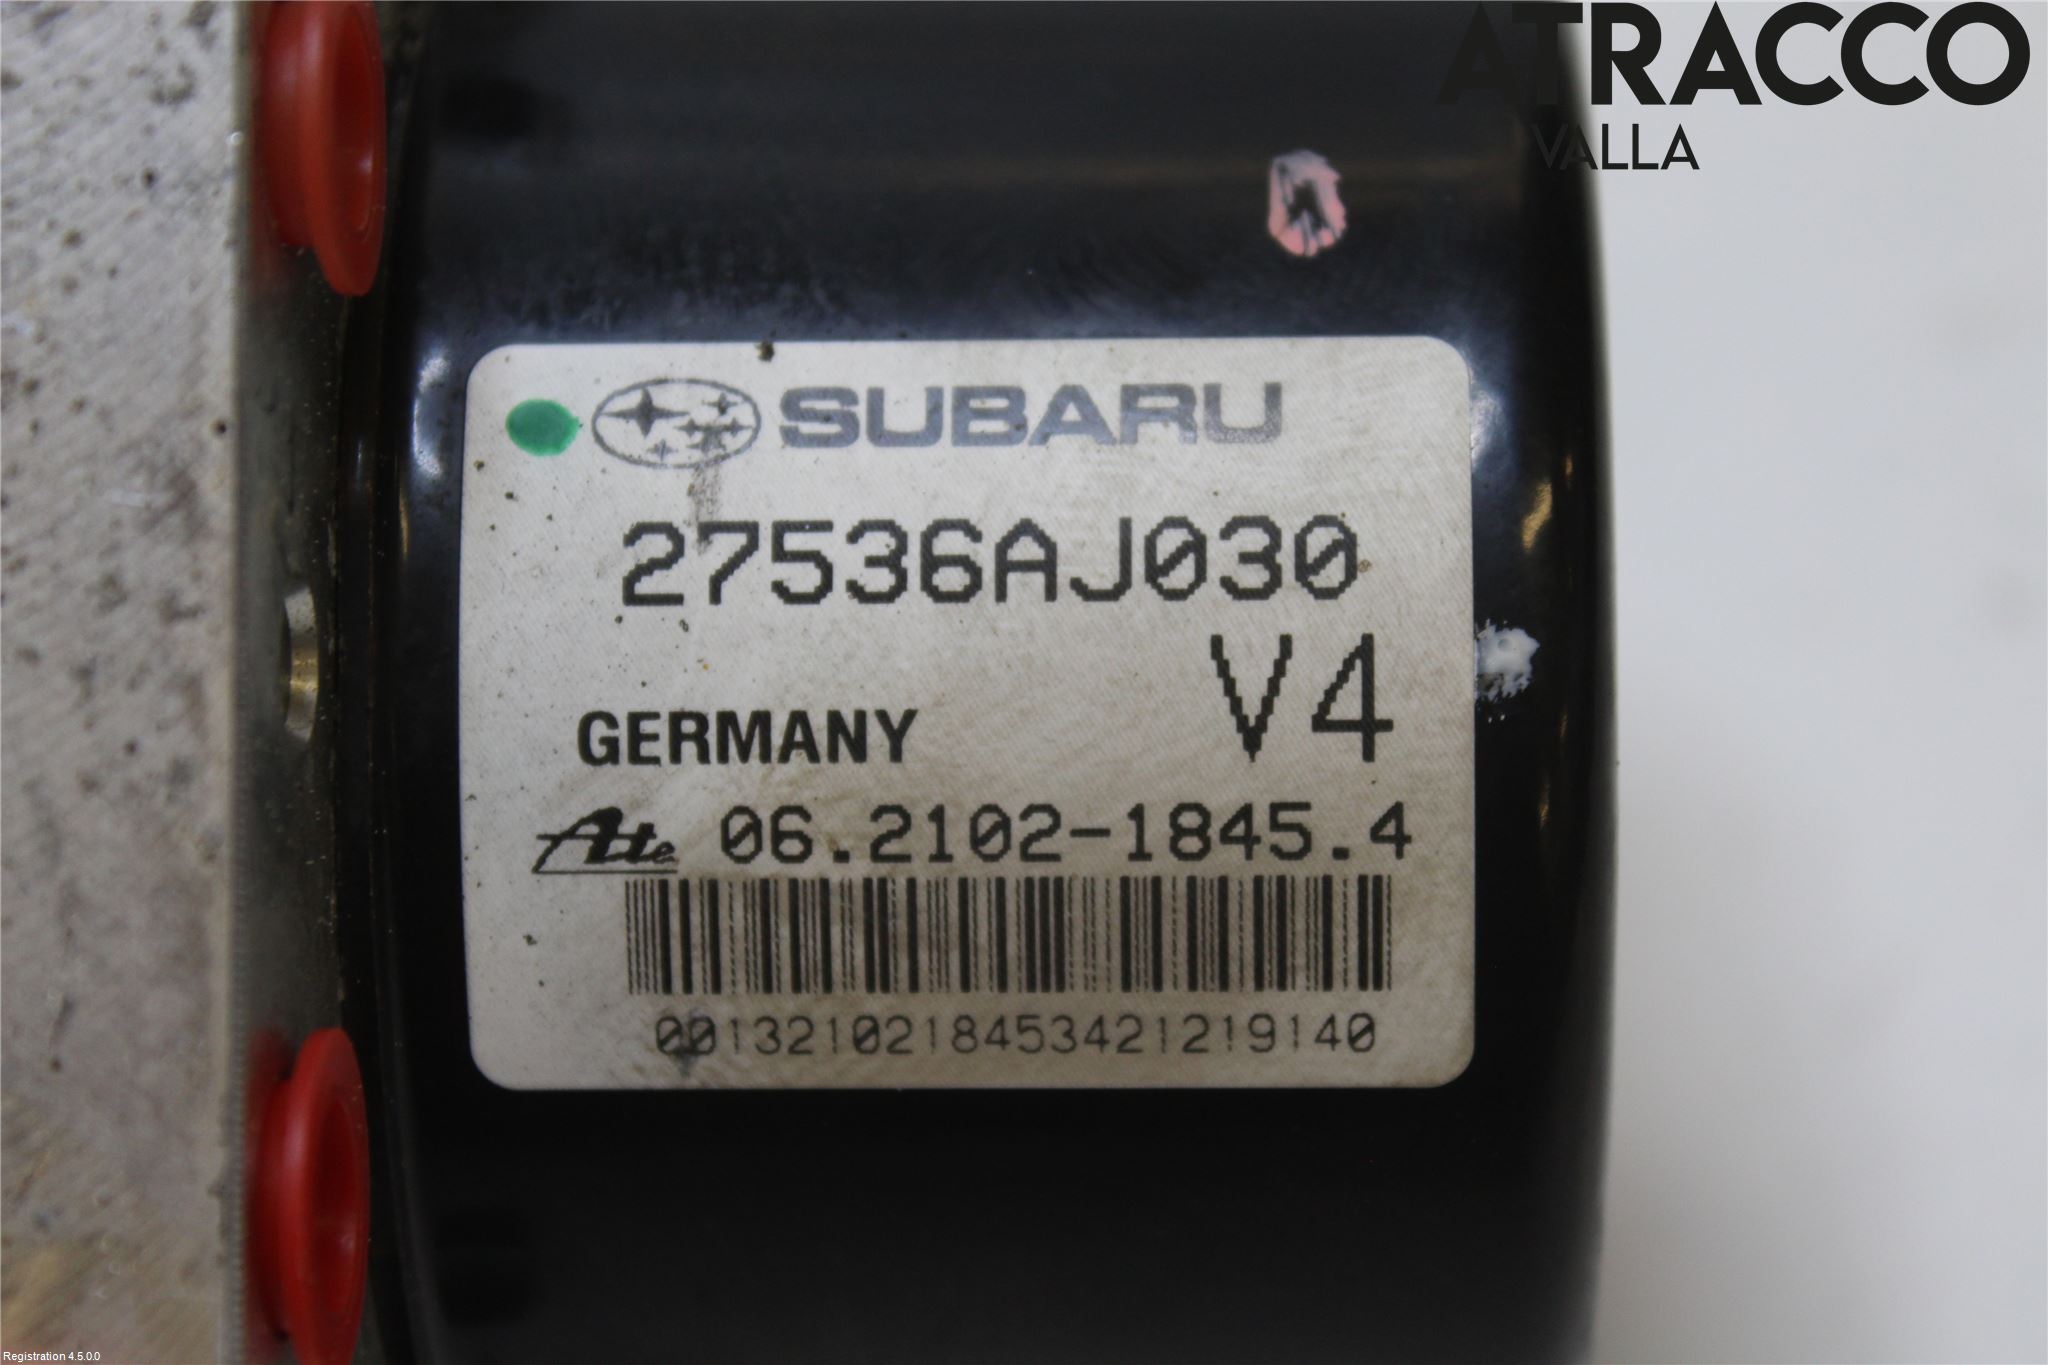 ATRACCO
VALLA
SUBARU
27536AJ030
V4
GERMANY
Ate 06.2102-1845.4
0013210218453421219140
Registration 4.5.0.0